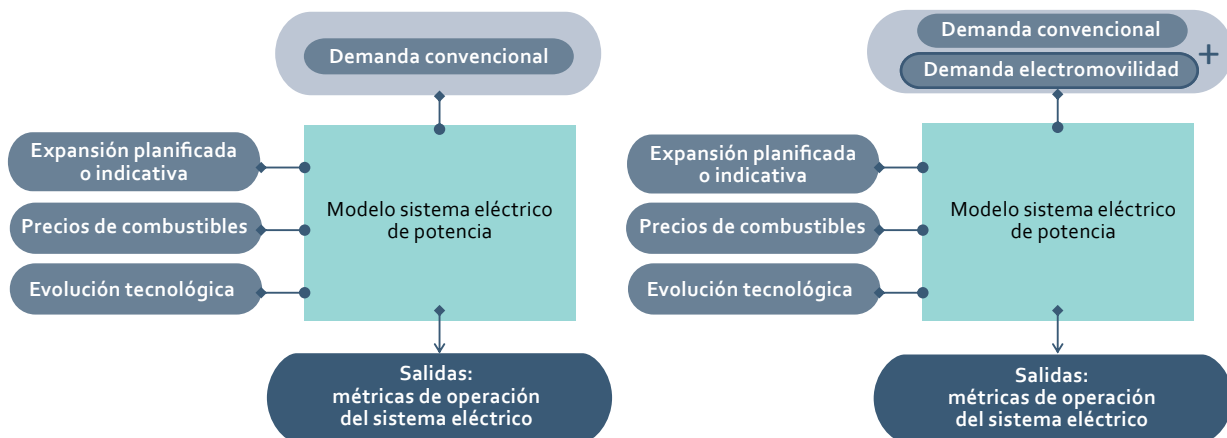 Demanda convencional
Expansión planificada
o indicativa
Precios de combustibles
Evolución tecnológica
Modelo sistema eléctrico
de potencia
Salidas:
métricas de operación
del sistema eléctrico
Demanda convencional
+
Demanda electromovilidad
Expansión planificada
o indicativa
Precios de combustibles
Evolución tecnológica
Modelo sistema eléctrico
de potencia
Salidas:
métricas de operación
del sistema eléctrico